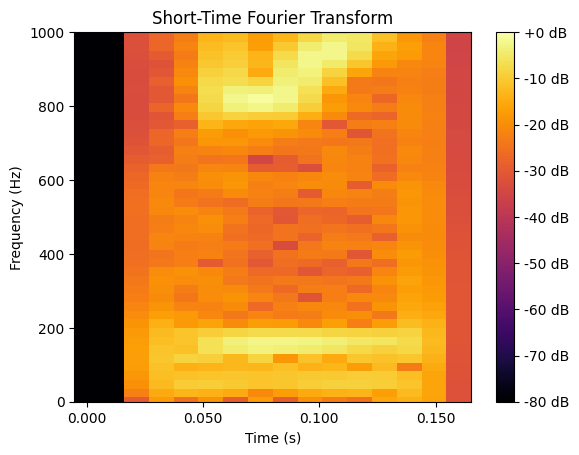 Short-Time Fourier Transform
1000
800
600
400
200
0
Frequency (Hz)
0.000
0.050
0.100
0.150
Time (s)
+0 dB
-10 dB
-20 dB
-30 dB
-40 dB
-50 dB
-60 dB
-70 dB
-80 dB